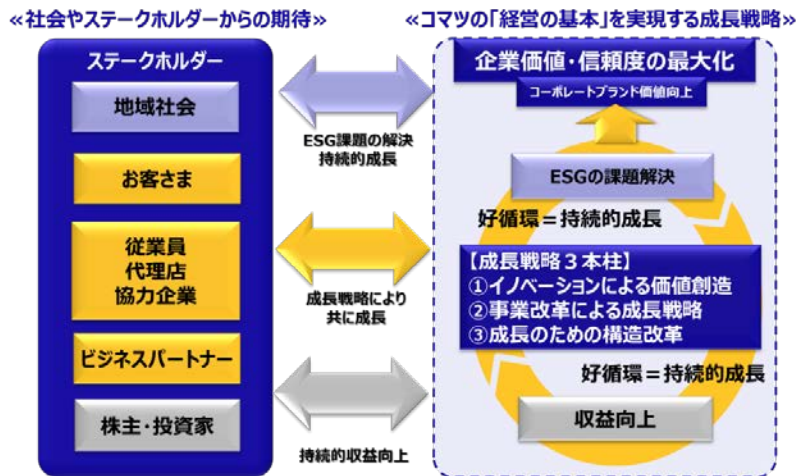 ≪社会やステークホルダーからの期待≫
≪コマツの「経営の基本」を実現する成長戦略≫
ステークホルダー
地域社会
お客さま
従業員
代理店
協力企業
ビジネスパートナー
株主・投資家
ESG課題の解決
持続的成長
成長戦略により
共に成長
持続的収益向上
企業価値・信頼度の最大化
コーポレートブランド価値向上
ESGの課題解決
好循環＝持続的成長
【成長戦略３本柱】
①イノベーションによる価値創造
②事業改革による成長戦略
③成長のための構造改革
好循環＝持続的成長
収益向上